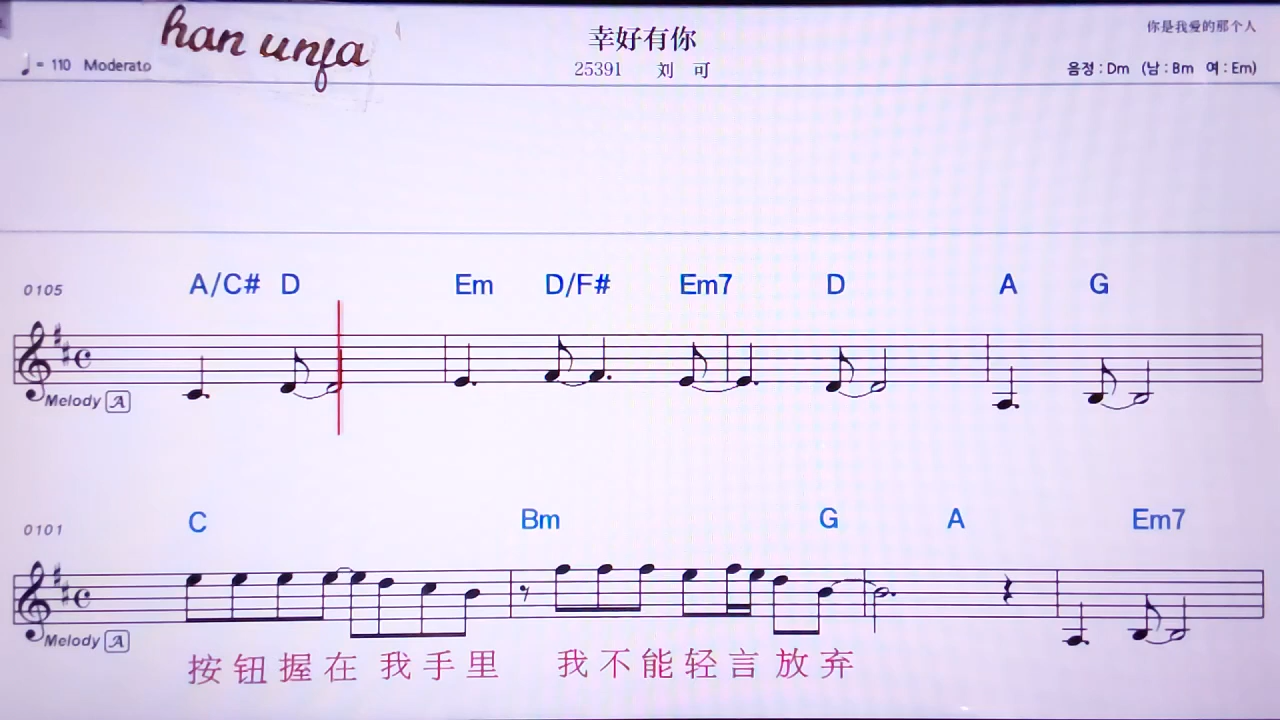 han unfa
幸好有你
你是我爱的那个人
♩= 110 Moderato
25391 刘 可
음정 : Dm (남 : Bm 여 : Em)
A/C# D Em D/F# Em7 D A G
0105
Melody A
C Bm G A Em7
0101
Melody A
按 钮 握 在 我 手 里 我 不 能 轻 言 放 弃